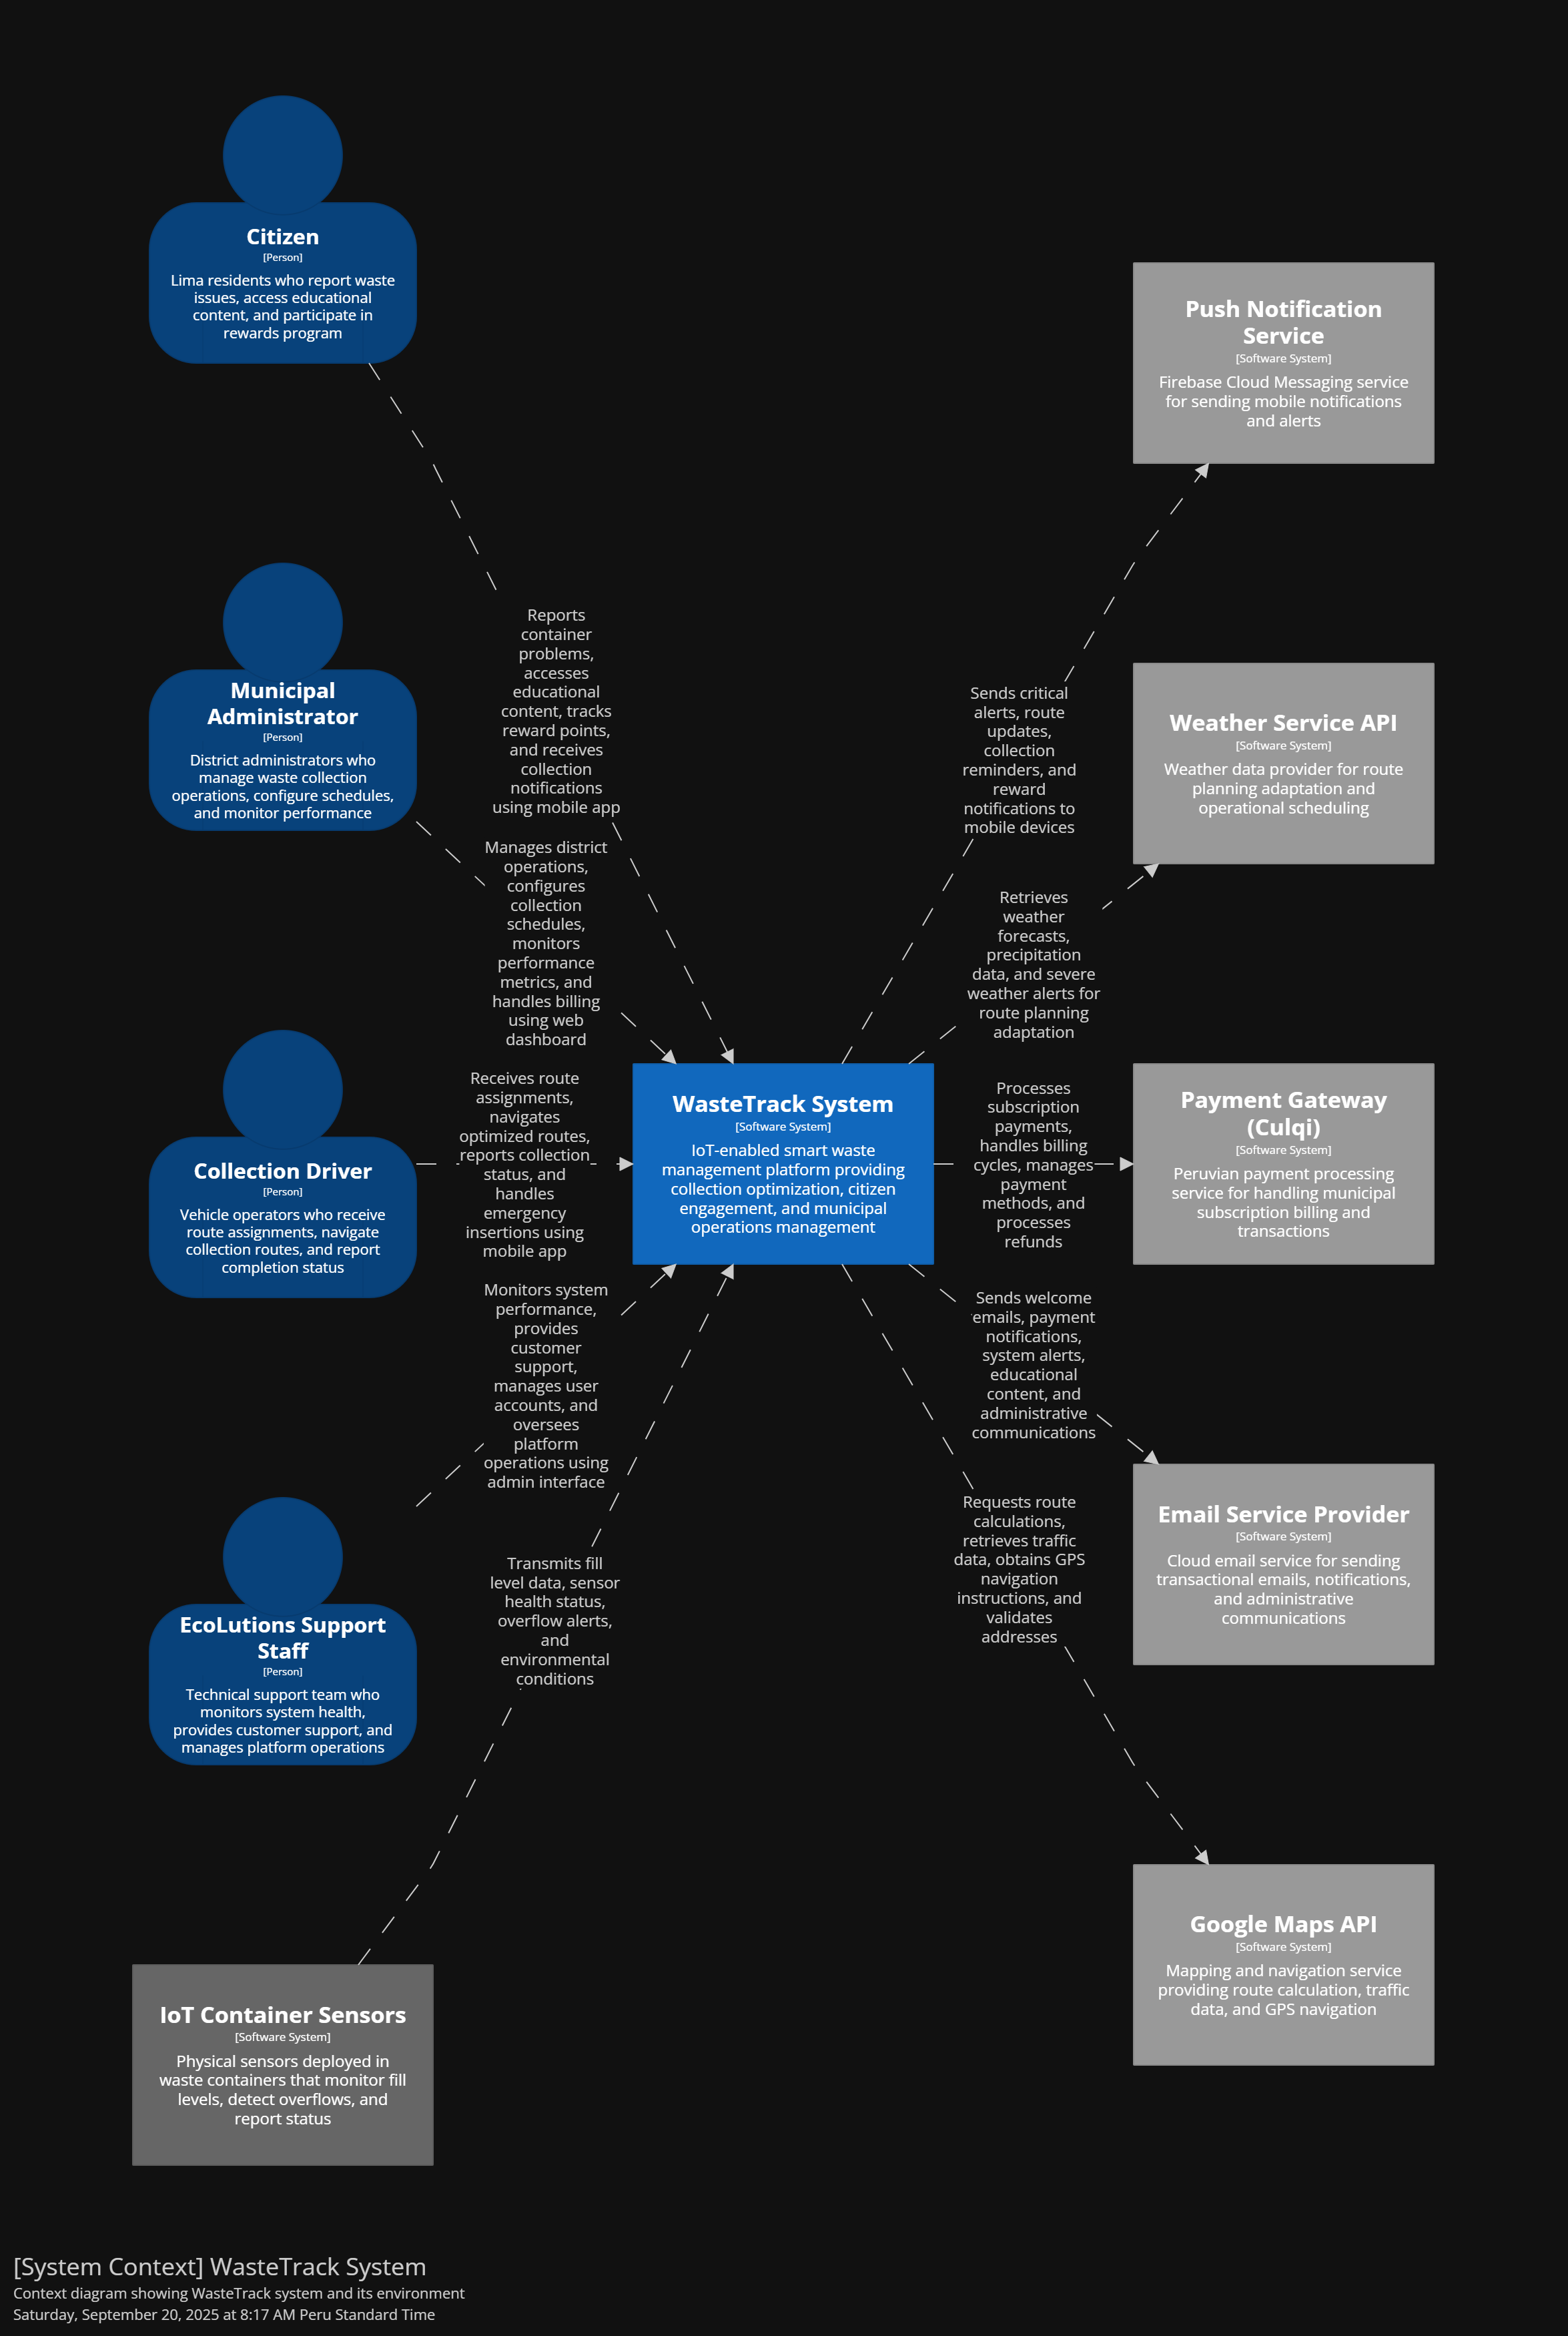 Citizen
[Person]
Lima residents who report waste
issues, access educational
content, and participate in
rewards program
Municipal
Administrator
[Person]
District administrators who
manage waste collection
operations, configure schedules,
and monitor performance
Collection Driver
[Person]
Vehicle operators who receive
route assignments, navigate
collection routes, and report
completion status
EcoLutions Support
Staff
[Person]
Technical support team who
monitors system health,
provides customer support, and
manages platform operations
IoT Container Sensors
[Software System]
Physical sensors deployed in
waste containers that monitor fill
levels, detect overflows, and
report status
Reports
container
problems,
accesses
educational
content, tracks
reward points,
and receives
collection
notifications
using mobile app
Manages district
operations,
configures
collection
schedules,
monitors
performance
metrics, and
handles billing
using web
dashboard
Receives route
assignments,
navigates
optimized routes,
reports collection
status, and
handles
emergency
insertions using
mobile app
Monitors system
performance,
provides
customer
support,
manages user
accounts, and
oversees
platform
operations using
admin interface
Transmits fill
level data, sensor
health status,
overflow alerts,
and
environmental
conditions
WasteTrack System
[Software System]
IoT-enabled smart waste
management platform providing
collection optimization, citizen
engagement, and municipal
operations management
Sends critical
alerts, route
updates,
collection
reminders, and
reward
notifications to
mobile devices
Retrieves
weather
forecasts,
precipitation
data, and severe
weather alerts for
route planning
adaptation
Processes
subscription
payments,
handles billing
cycles, manages
payment
methods, and
processes
refunds
Sends welcome
emails, payment
notifications,
system alerts,
educational
content, and
administrative
communications
Requests route
calculations,
retrieves traffic
data, obtains GPS
navigation
instructions, and
validates
addresses
Push Notification
Service
[Software System]
Firebase Cloud Messaging service
for sending mobile notifications
and alerts
Weather Service API
[Software System]
Weather data provider for route
planning adaptation and
operational scheduling
Payment Gateway
(Culqi)
[Software System]
Peruvian payment processing
service for handling municipal
subscription billing and
transactions
Email Service Provider
[Software System]
Cloud email service for sending
transactional emails, notifications,
and administrative
communications
Google Maps API
[Software System]
Mapping and navigation service
providing route calculation, traffic
data, and GPS navigation
[System Context] WasteTrack System
Context diagram showing WasteTrack system and its environment
Saturday, September 20, 2025 at 8:17 AM Peru Standard Time